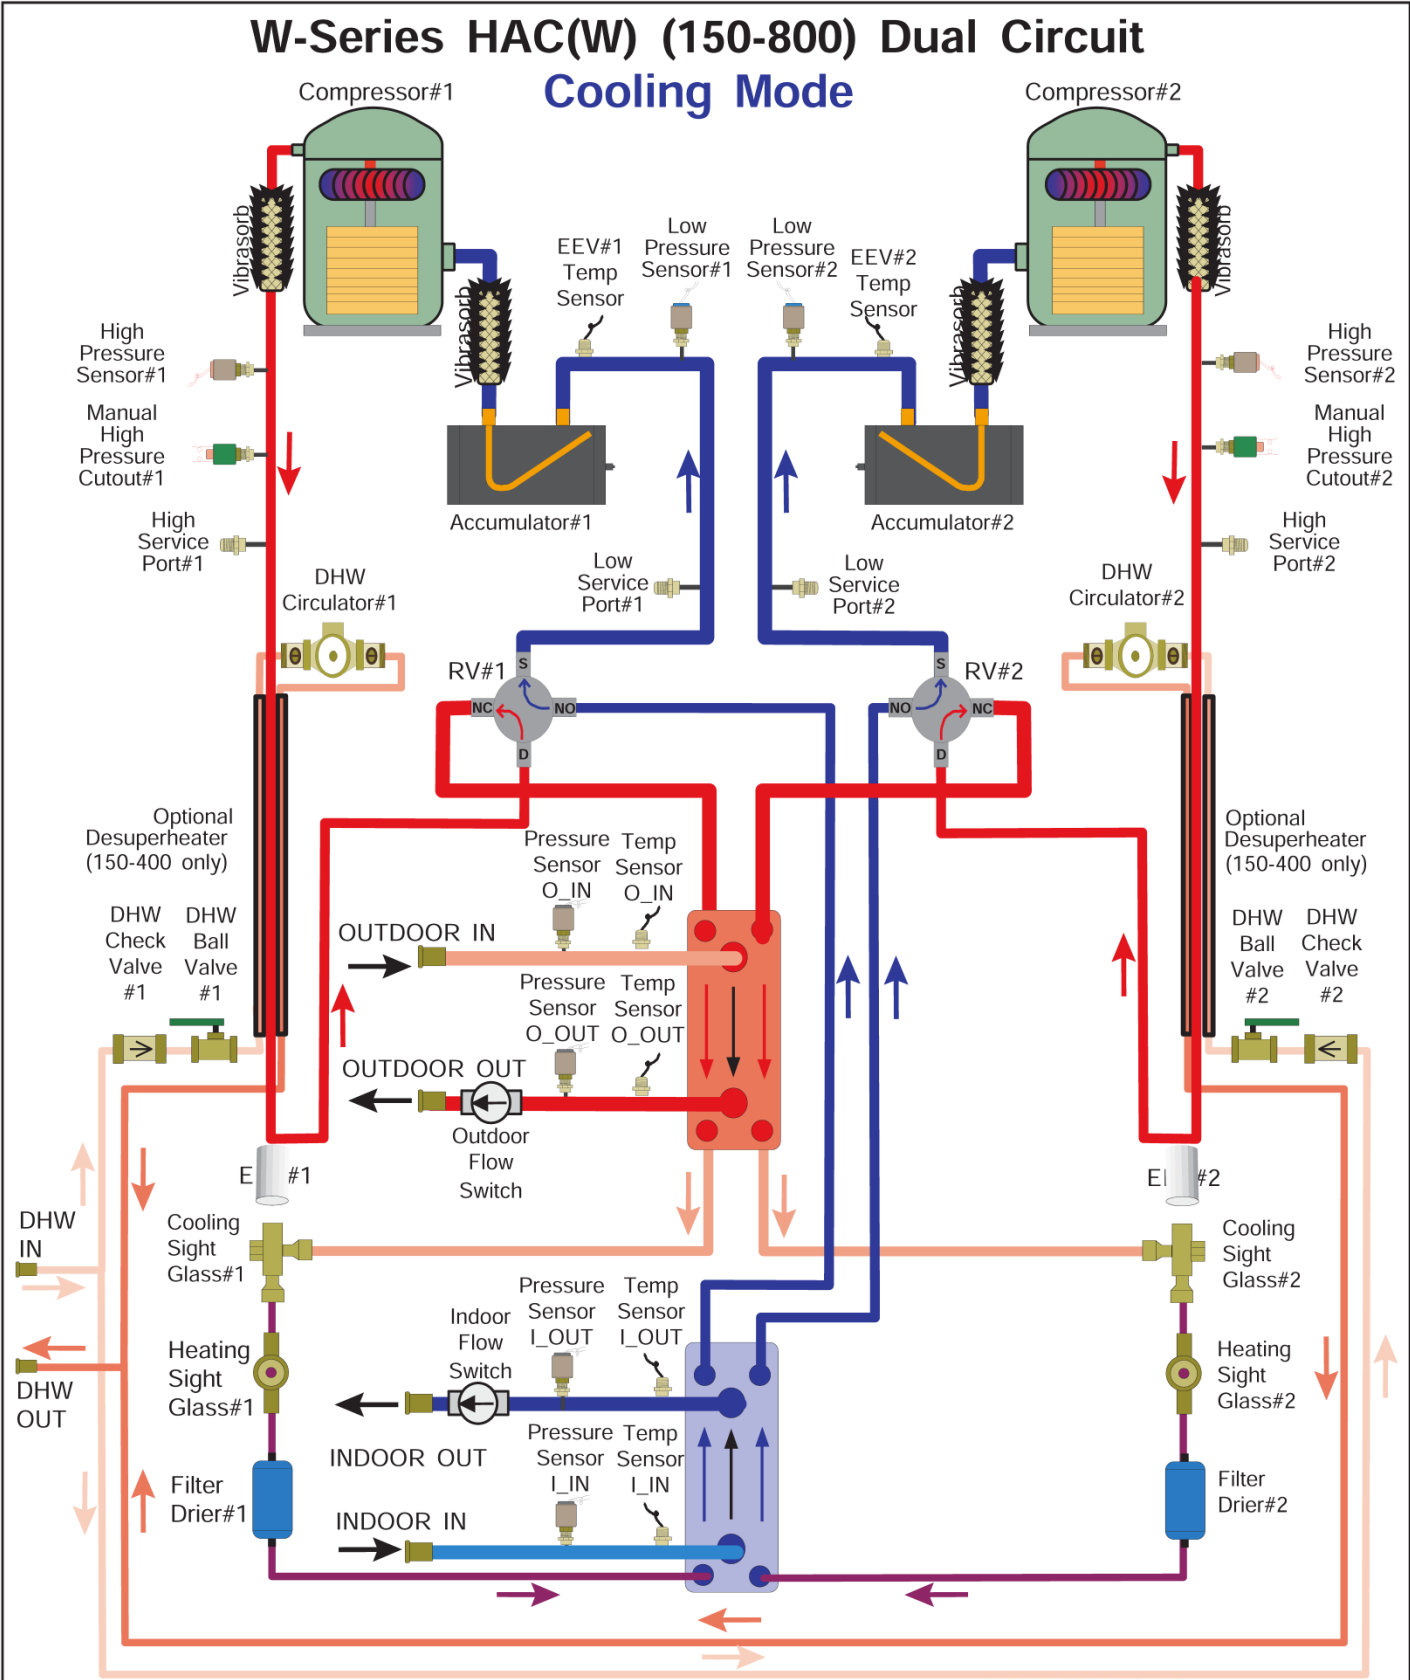 W-Series HAC(W) (150-800) Dual Circuit
Cooling Mode
Compressor#1
Compressor#2
Vibrasorb
Vibrasorb
Vibrasorb
Vibrasorb
EEV#1
Temp
Sensor
Low
Pressure
Sensor#1
Low
Pressure
Sensor#2
EEV#2
Temp
Sensor
High
Pressure
Sensor#1
High
Pressure
Sensor#2
Manual
High
Pressure
Cutout#1
Manual
High
Pressure
Cutout#2
Accumulator#1
Accumulator#2
High
Service
Port#1
High
Service
Port#2
Low
Service
Port#1
Low
Service
Port#2
DHW
Circulator#1
DHW
Circulator#2
RV#1
S
NC
NO
D
RV#2
S
NO
NC
D
Optional
Desuperheater
(150-400 only)
Optional
Desuperheater
(150-400 only)
Pressure
Sensor
O_IN
Temp
Sensor
O_IN
DHW
Check
Valve
#1
DHW
Ball
Valve
#1
DHW
Ball
Valve
#2
DHW
Check
Valve
#2
OUTDOOR IN
Pressure
Sensor
O_OUT
Temp
Sensor
O_OUT
OUTDOOR OUT
Outdoor
Flow
Switch
#1
#2
DHW
IN
Cooling
Sight
Glass#1
Cooling
Sight
Glass#2
Pressure
Sensor
I_OUT
Temp
Sensor
I_OUT
Indoor
Flow
Switch
Heating
Sight
Glass#1
Heating
Sight
Glass#2
DHW
OUT
INDOOR OUT
Pressure
Sensor
I_IN
Temp
Sensor
I_IN
Filter
Drier#1
Filter
Drier#2
INDOOR IN